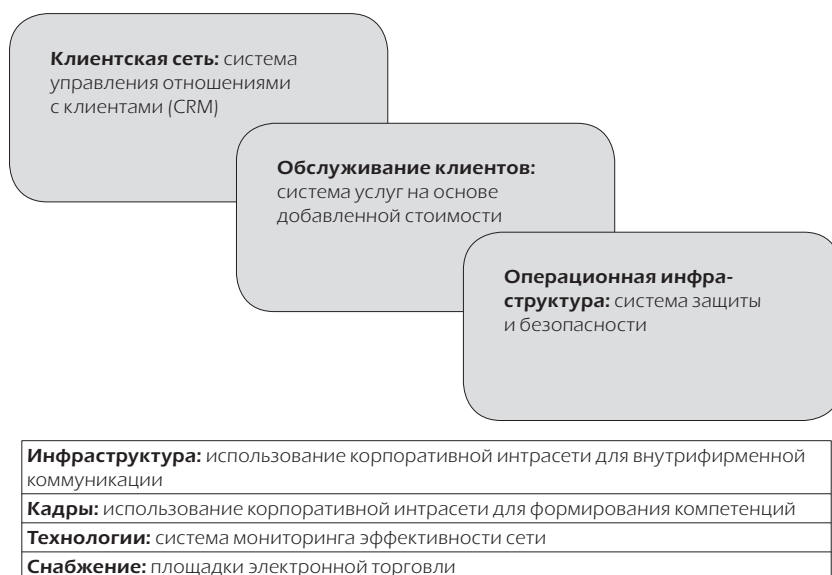 Клиентская сеть: система
управления отношениями
с клиентами (CRM)
Обслуживание клиентов:
система услуг на основе
добавленной стоимости
Операционная инфра-
структура: система защиты
и безопасности
Инфраструктура: использование корпоративной интрасети для внутрифирменной
коммуникации
Кадры: использование корпоративной интрасети для формирования компетенций
Технологии: система мониторинга эффективности сети
Снабжение: площадки электронной торговли